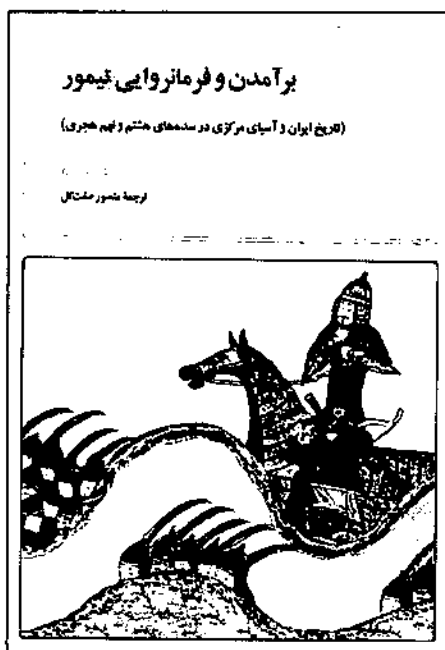 برآمدن و فرمانروایی تیمور
(تاریخ ایران و آسیای مرکزی در سده‌های هشتم و نهم هجری)
ترجمهٔ منصور صفت‌گل